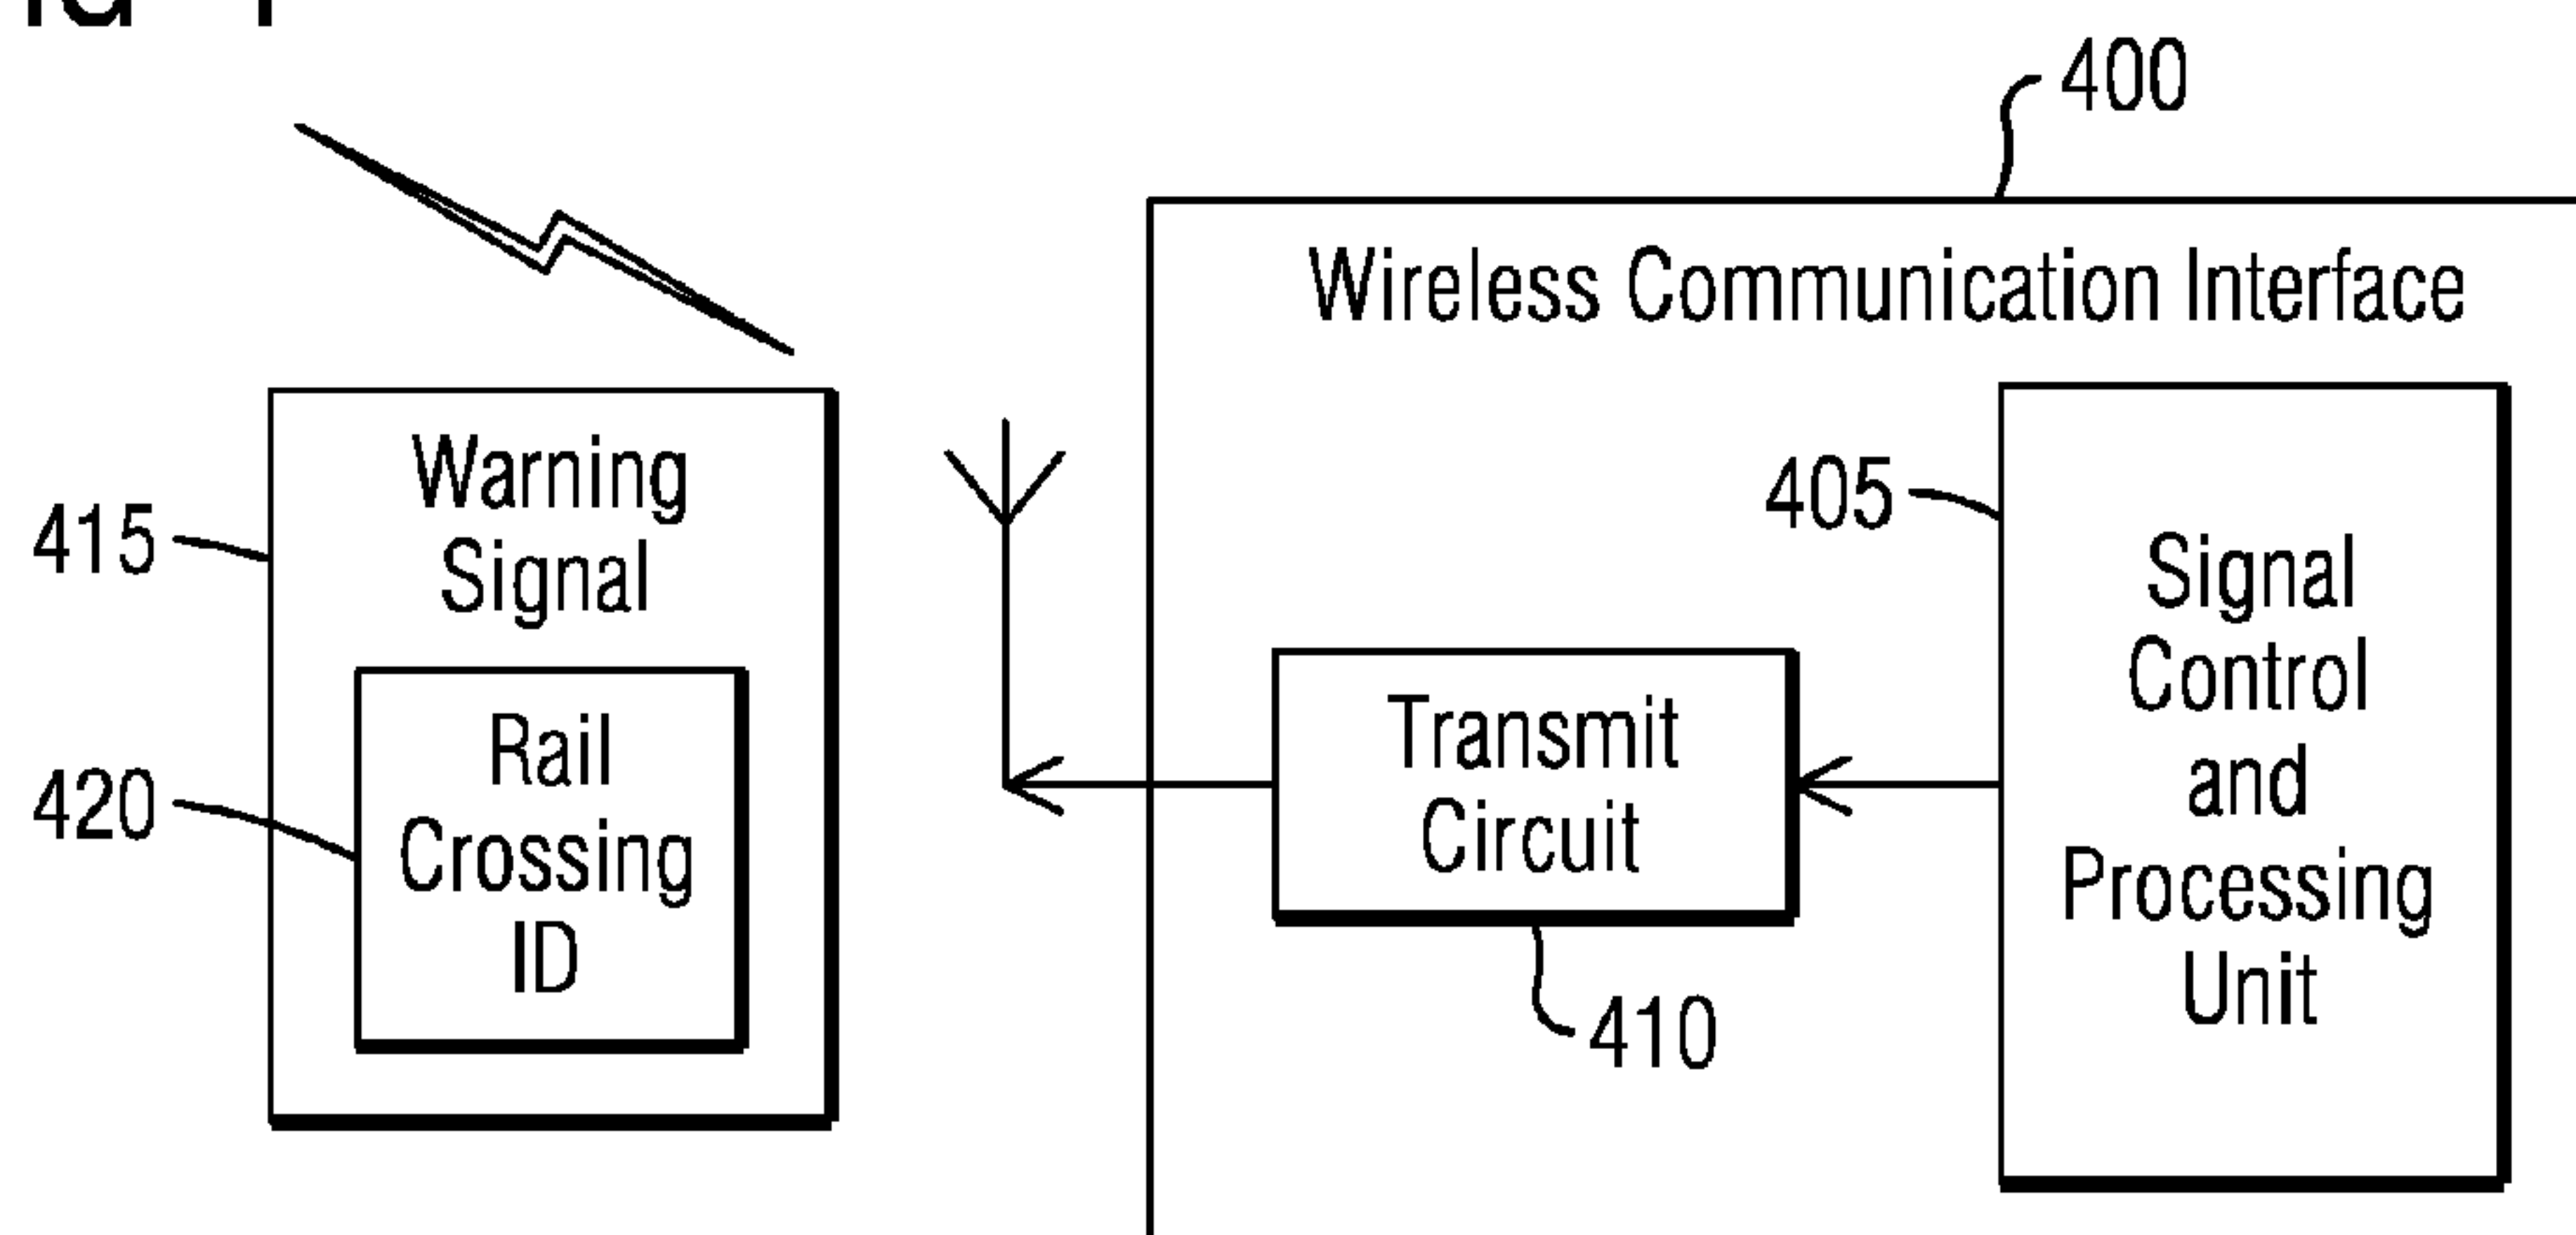 400
Wireless Communication Interface
Warning
Signal
415
Rail
Crossing
ID
420
405
Signal
Control
and
Processing
Unit
Transmit
Circuit
410